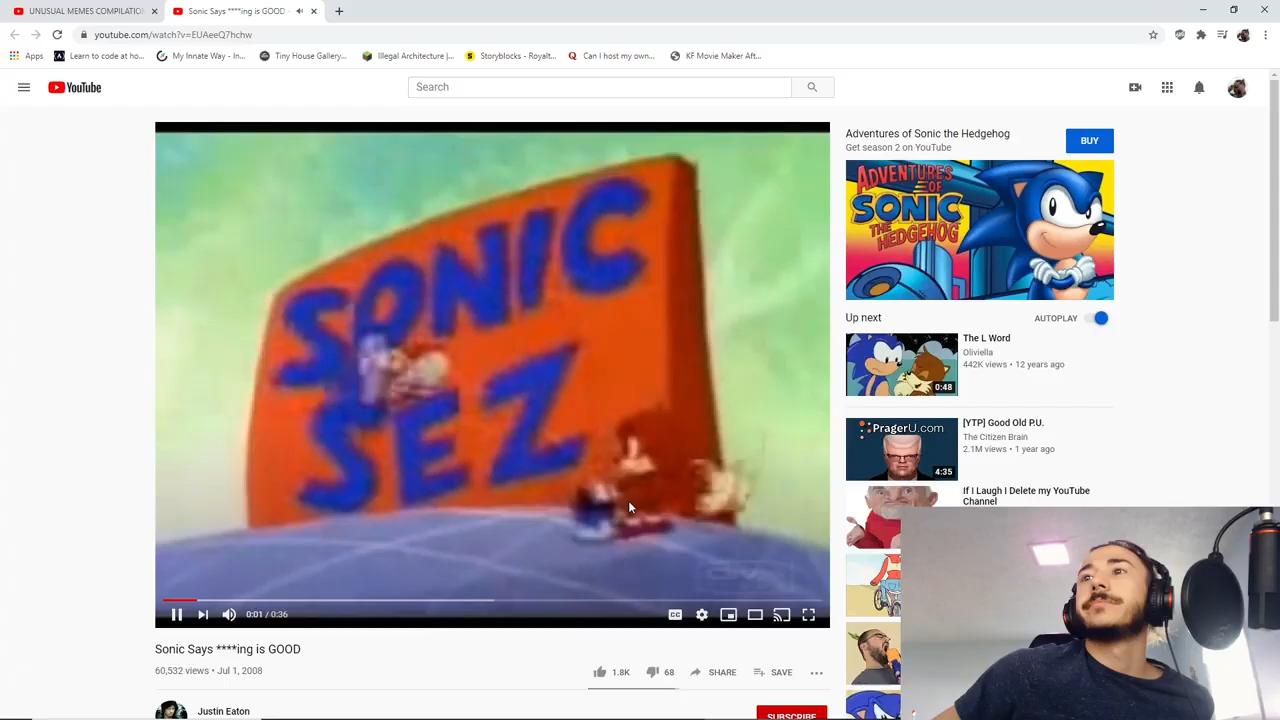 UNUSUAL MEMES COMPILATION
Sonic Says ****ing is GOOD -
youtube.com/watch?v=EUAeeQ7hchw
Apps
Learn to code at ho...
My Innate Way - In...
Tiny House Gallery...
Illegal Architecture |...
Storyblocks - Royalt...
Can I host my own...
KF Movie Maker Aft...
YouTube
Search
SONIC
SEZ
0:01 / 0:36
CC
Sonic Says ****ing is GOOD
60,532 views • Jul 1, 2008
1.8K
68
SHARE
SAVE
Justin Eaton
SUBSCRIBE
Adventures of Sonic the Hedgehog
Get season 2 on YouTube
BUY
ADVENTURES
OF
SONIC
THE
HEDGEHOG
Up next
AUTOPLAY
The L Word
Oliviella
442K views • 12 years ago
0:48
PragerU.com
4:35
[YTP] Good Old P.U.
The Citizen Brain
2.1M views • 1 year ago
If I Laugh I Delete my YouTube
Channel